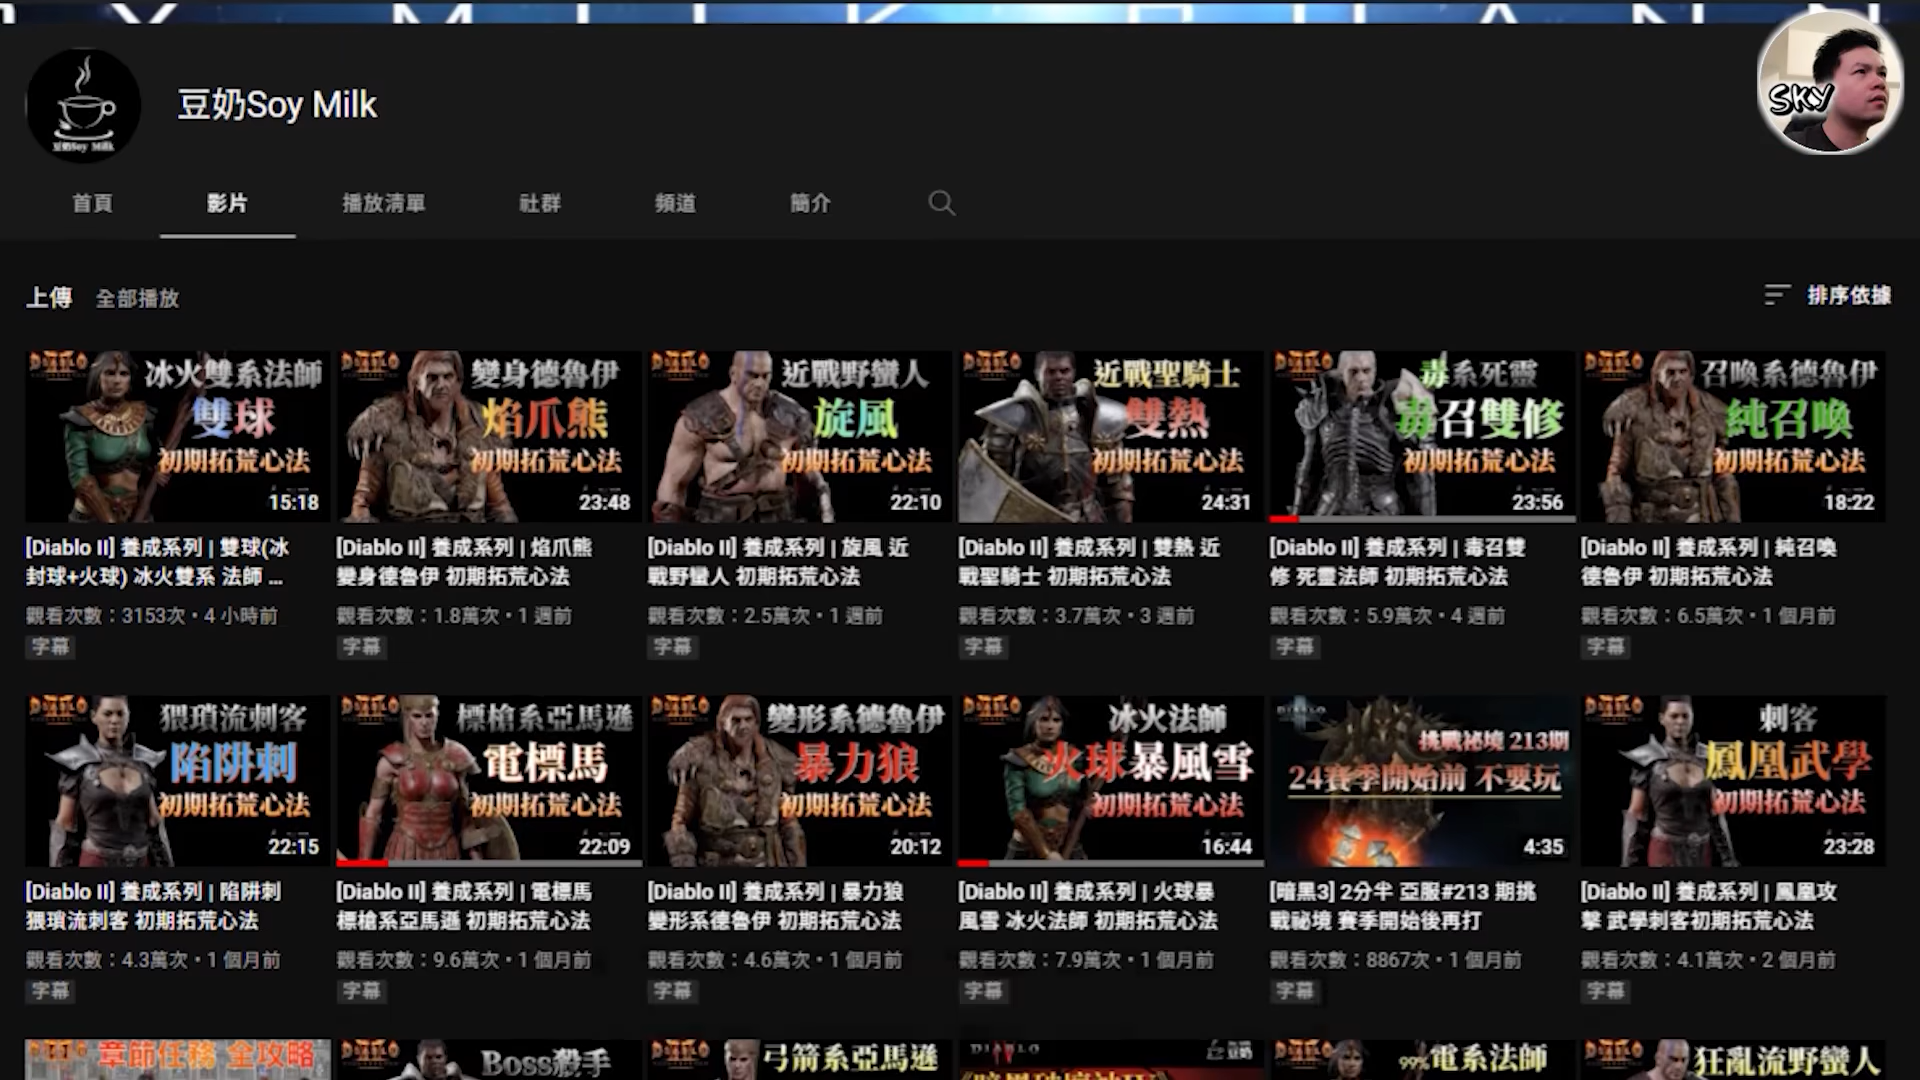 豆奶Soy Milk
SKY
豆奶Soy Milk
首頁 影片 播放清單 社群 頻道 簡介
上傳 全部播放 排序依據
冰火雙系法師
雙球
初期拓荒心法
15:18
變身德魯伊
焰爪熊
初期拓荒心法
23:48
近戰野蠻人
旋風
初期拓荒心法
22:10
近戰聖騎士
雙熱
初期拓荒心法
24:31
毒系死靈
毒召雙修
初期拓荒心法
23:56
召喚系德魯伊
純召喚
初期拓荒心法
18:22
[Diablo II] 養成系列 | 雙球(冰
封球+火球) 冰火雙系 法師 ...
觀看次數：3153次・4 小時前
字幕
[Diablo II] 養成系列 | 焰爪熊
變身德魯伊 初期拓荒心法
觀看次數：1.8萬次・1 週前
字幕
[Diablo II] 養成系列 | 旋風 近
戰野蠻人 初期拓荒心法
觀看次數：2.5萬次・1 週前
字幕
[Diablo II] 養成系列 | 雙熱 近
戰聖騎士 初期拓荒心法
觀看次數：3.7萬次・3 週前
字幕
[Diablo II] 養成系列 | 毒召雙
修 死靈法師 初期拓荒心法
觀看次數：5.9萬次・4 週前
字幕
[Diablo II] 養成系列 | 純召喚
德魯伊 初期拓荒心法
觀看次數：6.5萬次・1 個月前
字幕
猥瑣流刺客
陷阱刺
初期拓荒心法
22:15
標槍系亞馬遜
電標馬
初期拓荒心法
22:09
變形系德魯伊
暴力狼
初期拓荒心法
20:12
冰火法師
火球暴風雪
初期拓荒心法
16:44
挑戰祕境 213期
24賽季開始前 不要玩
4:35
刺客
鳳凰武學
初期拓荒心法
23:28
[Diablo II] 養成系列 | 陷阱刺
猥瑣流刺客 初期拓荒心法
觀看次數：4.3萬次・1 個月前
字幕
[Diablo II] 養成系列 | 電標馬
標槍系亞馬遜 初期拓荒心法
觀看次數：9.6萬次・1 個月前
字幕
[Diablo II] 養成系列 | 暴力狼
變形系德魯伊 初期拓荒心法
觀看次數：4.6萬次・1 個月前
字幕
[Diablo II] 養成系列 | 火球暴
風雪 冰火法師 初期拓荒心法
觀看次數：7.9萬次・1 個月前
字幕
[暗黑3] 2分半 亞服#213 期挑
戰祕境 賽季開始後再打
觀看次數：8867次・1 個月前
字幕
[Diablo II] 養成系列 | 鳳凰攻
擊 武學刺客初期拓荒心法
觀看次數：4.1萬次・2 個月前
字幕
章節任務 全攻略
Boss殺手
弓箭系亞馬遜
99%電系法師
狂亂流野蠻人